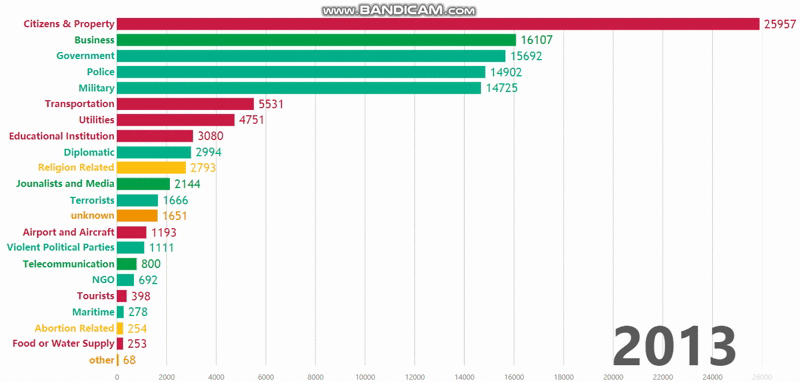 www.BANDICAM.com
Citizens & Property 25957
Business 16107
Government 15692
Police 14902
Military 14725
Transportation 5531
Utilities 4751
Educational Institution 3080
Diplomatic 2994
Religion Related 2793
Jounalists and Media 2144
Terrorists 1666
unknown 1651
Airport and Aircraft 1193
Violent Political Parties 1111
Telecommunication 800
NGO 692
Tourists 398
Maritime 278
Abortion Related 254
Food or Water Supply 253
other 68
2013
0 2000 4000 6000 8000 10000 12000 14000 16000 18000 20000 22000 24000 26000